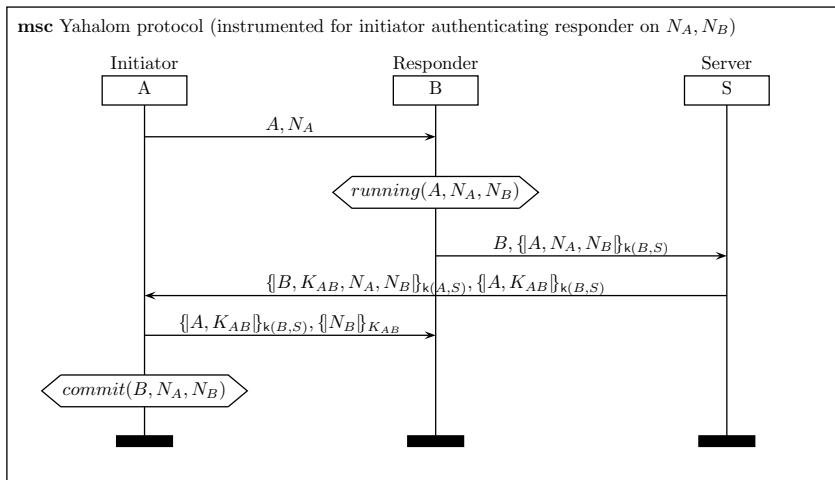 msc Yahalom protocol (instrumented for initiator authenticating responder on N_A, N_B)
Initiator Responder Server
A B S
A, N_A
running(A, N_A, N_B)
B, {|A, N_A, N_B|}_k(B,S)
{|B, K_AB, N_A, N_B|}_k(A,S), {|A, K_AB|}_k(B,S)
{|A, K_AB|}_k(B,S), {|N_B|}_K_AB
commit(B, N_A, N_B)